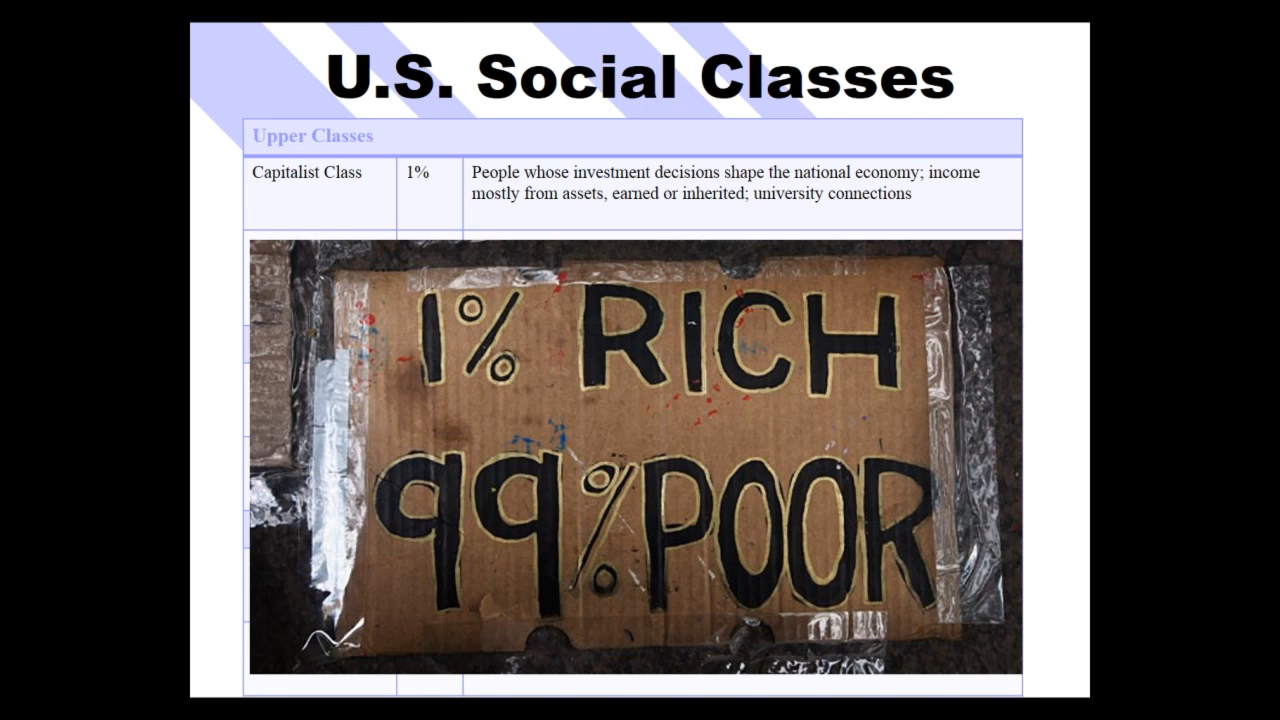 U.S. Social Classes
Upper Classes
Capitalist Class 1% People whose investment decisions shape the national economy; income
mostly from assets, earned or inherited; university connections
1% RICH
99% POOR